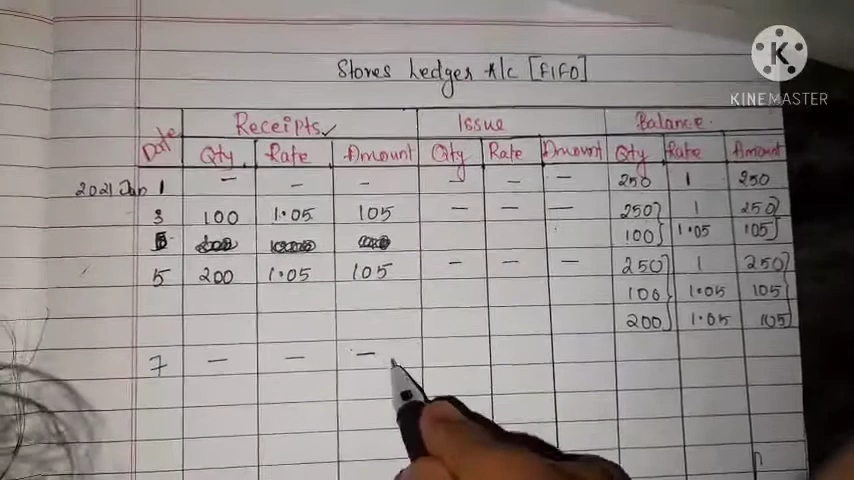 Stores Ledger A/c [FIFO]
KINEMASTER
Date Receipts Issue Balance
Qty Rate Amount Qty Rate Amount Qty Rate Amount
2021 Jan 1 - - - - - - 250 1 250
3 100 1.05 105 - - - 250 1 250
100 1.05 105
5 200 1.05 105 - - - 250 1 250
100 1.05 105
200 1.05 105
7 - - -